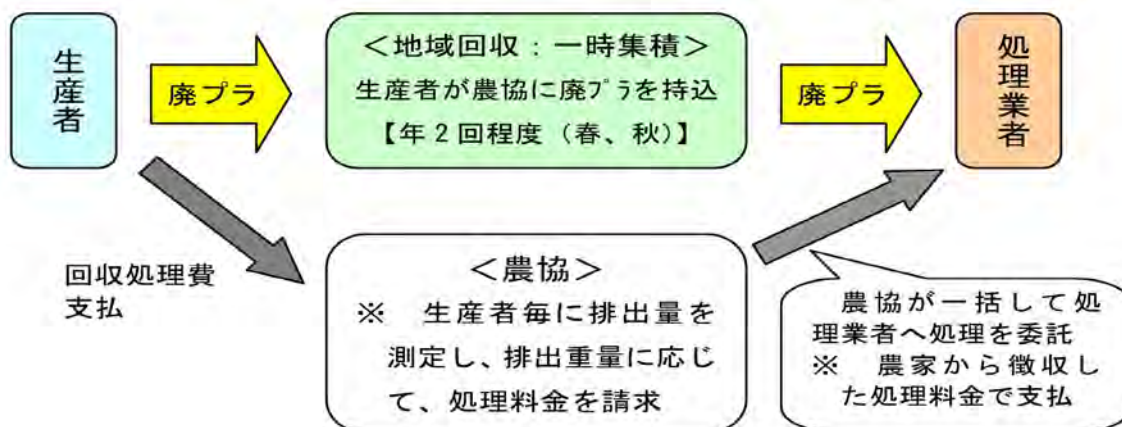 生産者
廃プラ
＜地域回収：一時集積＞
生産者が農協に廃ﾌﾟﾗを持込
【年２回程度（春、秋）】
廃プラ
処理業者
回収処理費
支払
＜農協＞
※　生産者毎に排出量を
測定し、排出重量に応じ
て、処理料金を請求
農協が一括して処
理業者へ処理を委託
※　農家から徴収し
た処理料金で支払